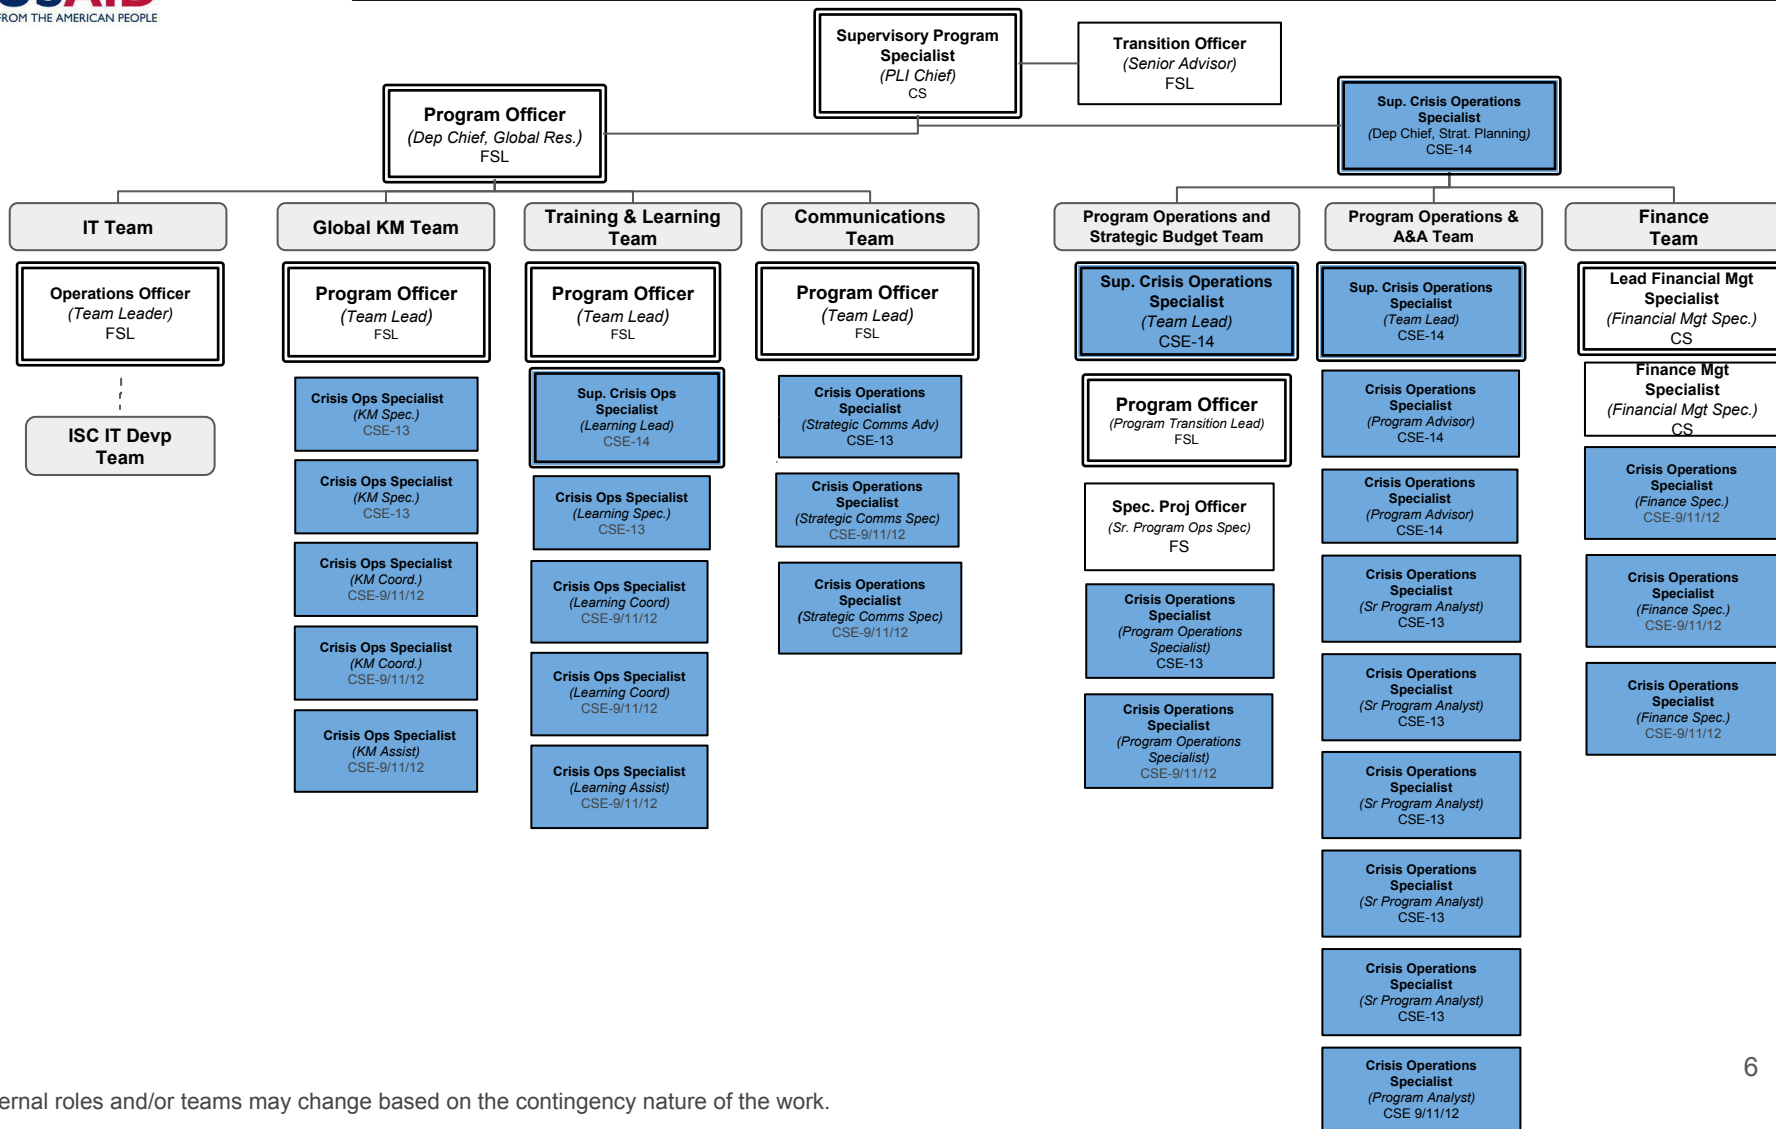 FROM THE AMERICAN PEOPLE
Supervisory Program
Specialist
(PLI Chief)
CS
Transition Officer
(Senior Advisor)
FSL
Program Officer
(Dep Chief, Global Res.)
FSL
Sup. Crisis Operations
Specialist
(Dep Chief, Strat. Planning)
CSE-14
IT Team
Global KM Team
Training & Learning
Team
Communications
Team
Program Operations and
Strategic Budget Team
Program Operations &
A&A Team
Finance
Team
Operations Officer
(Team Leader)
FSL
ISC IT Devp
Team
Program Officer
(Team Lead)
FSL
Crisis Ops Specialist
(KM Spec.)
CSE-13
Crisis Ops Specialist
(KM Spec.)
CSE-13
Crisis Ops Specialist
(KM Coord.)
CSE-9/11/12
Crisis Ops Specialist
(KM Coord.)
CSE-9/11/12
Crisis Ops Specialist
(KM Assist)
CSE-9/11/12
Program Officer
(Team Lead)
FSL
Sup. Crisis Ops
Specialist
(Learning Lead)
CSE-14
Crisis Ops Specialist
(Learning Spec.)
CSE-13
Crisis Ops Specialist
(Learning Coord)
CSE-9/11/12
Crisis Ops Specialist
(Learning Coord)
CSE-9/11/12
Crisis Ops Specialist
(Learning Assist)
CSE-9/11/12
Program Officer
(Team Lead)
FSL
Crisis Operations
Specialist
(Strategic Comms Adv)
CSE-13
Crisis Operations
Specialist
(Strategic Comms Spec)
CSE-9/11/12
Crisis Operations
Specialist
(Strategic Comms Spec)
CSE-9/11/12
Sup. Crisis Operations
Specialist
(Team Lead)
CSE-14
Program Officer
(Program Transition Lead)
FSL
Spec. Proj Officer
(Sr. Program Ops Spec)
FS
Crisis Operations
Specialist
(Program Operations
Specialist)
CSE-13
Crisis Operations
Specialist
(Program Operations
Specialist)
CSE-9/11/12
Sup. Crisis Operations
Specialist
(Team Lead)
CSE-14
Crisis Operations
Specialist
(Program Advisor)
CSE-14
Crisis Operations
Specialist
(Program Advisor)
CSE-14
Crisis Operations
Specialist
(Sr Program Analyst)
CSE-13
Crisis Operations
Specialist
(Sr Program Analyst)
CSE-13
Crisis Operations
Specialist
(Sr Program Analyst)
CSE-13
Crisis Operations
Specialist
(Sr Program Analyst)
CSE-13
Crisis Operations
Specialist
(Sr Program Analyst)
CSE-13
Crisis Operations
Specialist
(Program Analyst)
CSE 9/11/12
Lead Financial Mgt
Specialist
(Financial Mgt Spec.)
CS
Finance Mgt
Specialist
(Financial Mgt Spec.)
CS
Crisis Operations
Specialist
(Finance Spec.)
CSE-9/11/12
Crisis Operations
Specialist
(Finance Spec.)
CSE-9/11/12
Crisis Operations
Specialist
(Finance Spec.)
CSE-9/11/12
6
ernal roles and/or teams may change based on the contingency nature of the work.